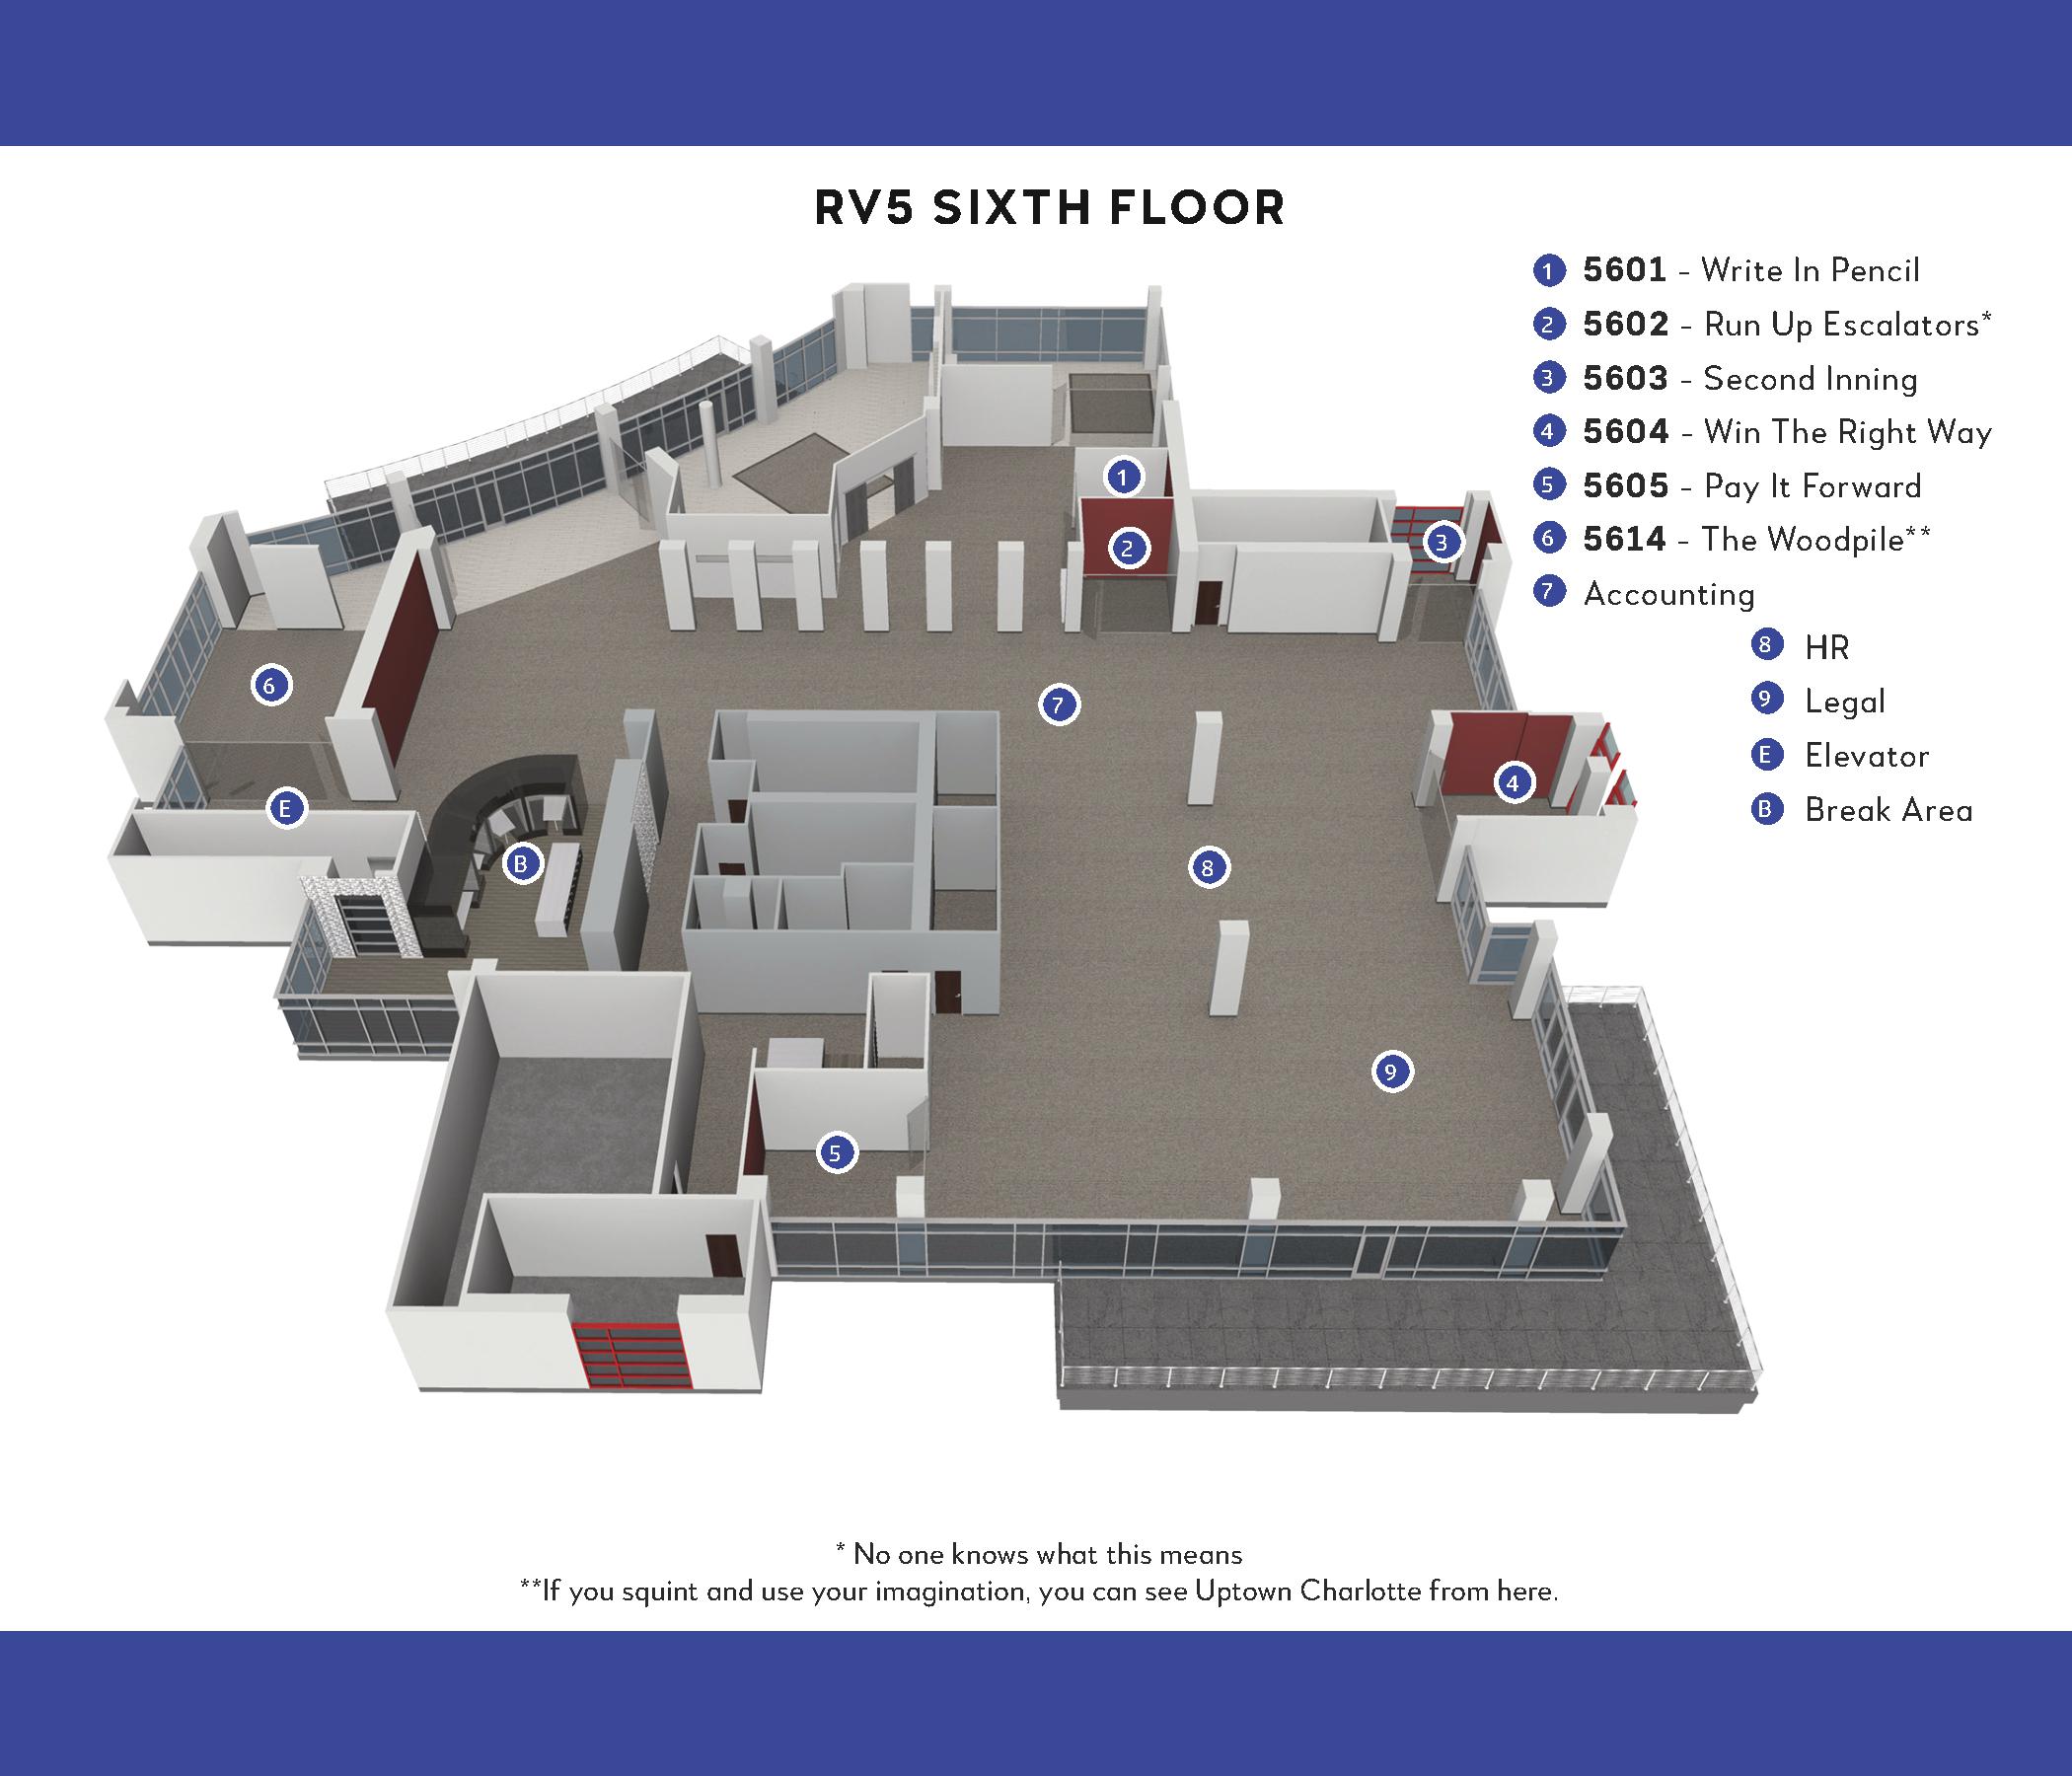 RV5 SIXTH FLOOR
1 5601 - Write In Pencil
2 5602 - Run Up Escalators*
3 5603 - Second Inning
4 5604 - Win The Right Way
5 5605 - Pay It Forward
6 5614 - The Woodpile**
7 Accounting
8 HR
9 Legal
E Elevator
B Break Area
1
2
3
6
7
4
E
B
8
9
5
* No one knows what this means
**If you squint and use your imagination, you can see Uptown Charlotte from here.